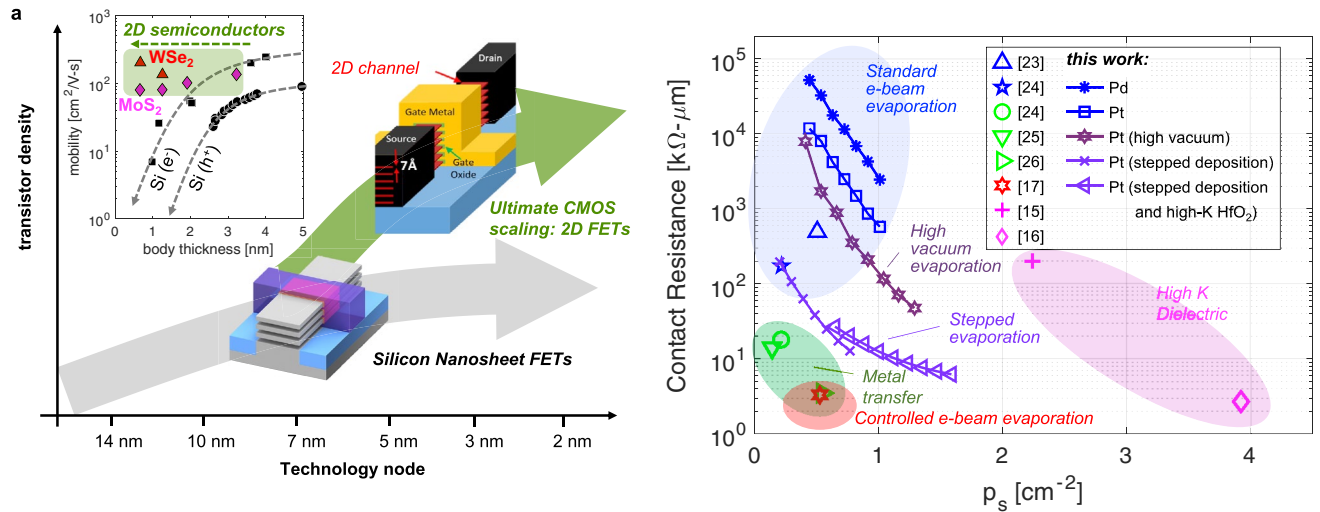 a
transistor density
mobility [cm²/V-s]
10³
10²
10¹
10⁰
2D semiconductors
WSe₂
MoS₂
Si (e⁻)
Si (h⁺)
0 1 2 3 4 5
body thickness [nm]
2D channel
Drain
Gate Metal
Source
7Å
Gate
Oxide
Ultimate CMOS
scaling: 2D FETs
Silicon Nanosheet FETs
14 nm 10 nm 7 nm 5 nm 3 nm 2 nm
Technology node
Contact Resistance [kΩ-μm]
10⁵
10⁴
10³
10²
10¹
10⁰
Standard
e-beam
evaporation
High
vacuum
evaporation
Stepped
evaporation
Metal
transfer
Controlled e-beam evaporation
High K
Dielectric
[23] this work:
[24] Pd
[24] Pt
[25] Pt (high vacuum)
[26] Pt (stepped deposition)
[17] Pt (stepped deposition
[15] and high-K HfO₂)
[16]
0 1 2 3 4
pₛ [cm⁻²]